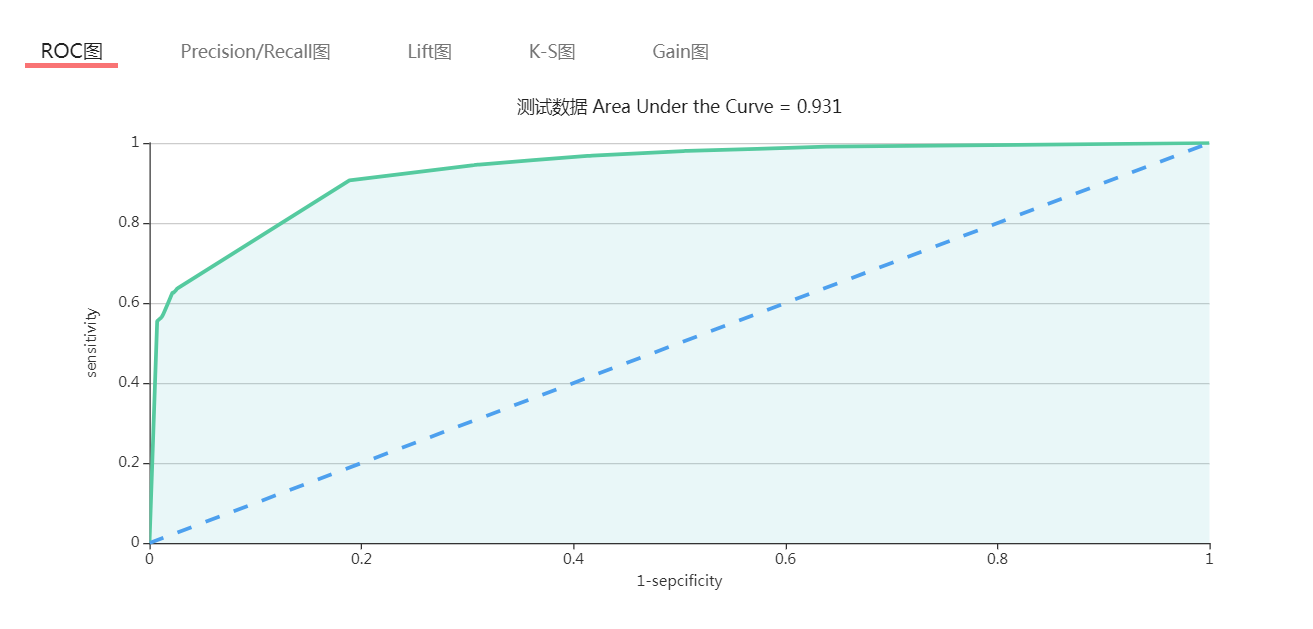 ROC图 Precision/Recall图 Lift图 K-S图 Gain图
测试数据 Area Under the Curve = 0.931
1
0.8
0.6
0.4
0.2
0
sensitivity
0 0.2 0.4 0.6 0.8 1
1-sepcificity